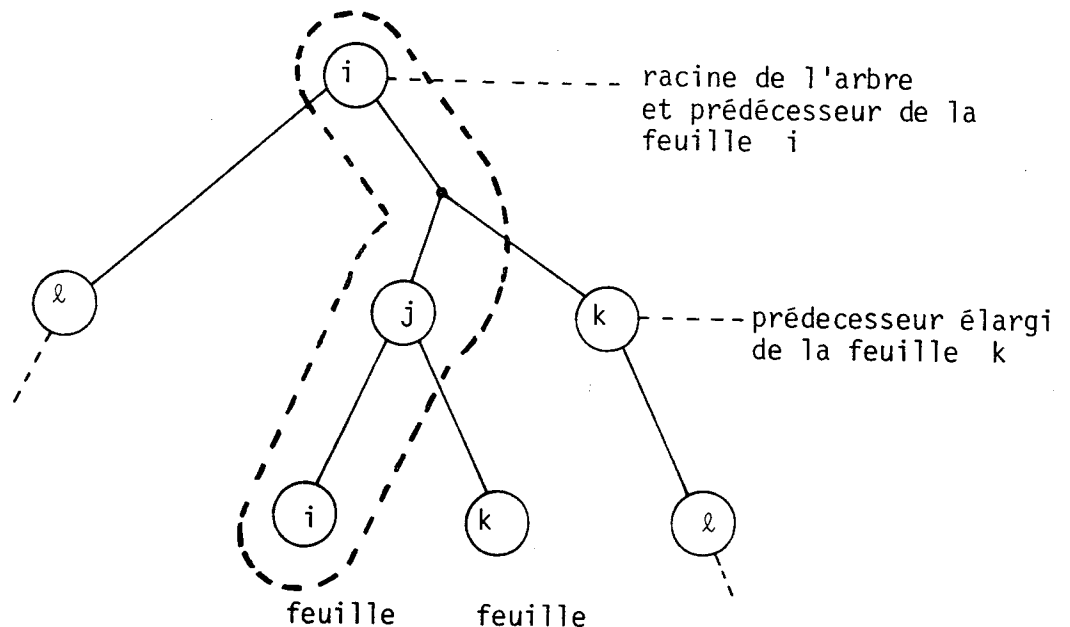 i
racine de l'arbre
et prédécesseur de la
feuille i
ℓ
j
k
prédecesseur élargi
de la feuille k
i
k
ℓ
feuille feuille